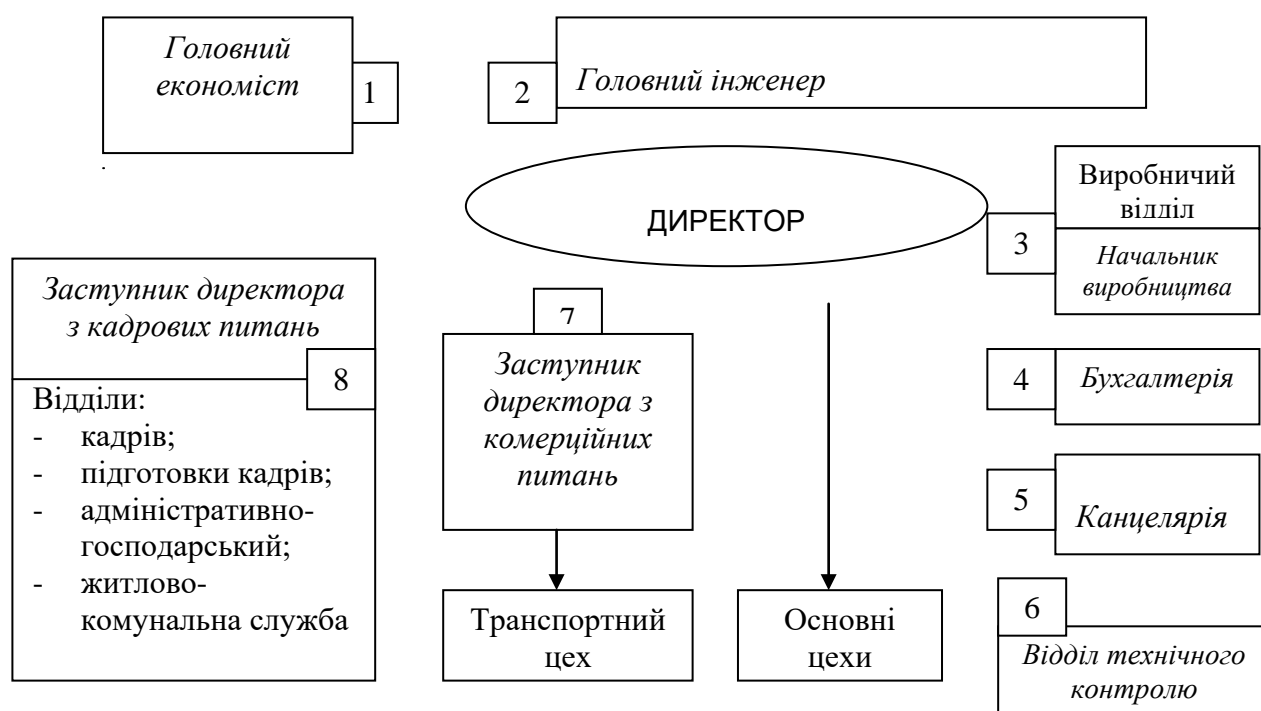 Головний
економіст
1
2
Головний інженер
ДИРЕКТОР
Виробничий
відділ
3
Начальник
виробництва
Заступник директора
з кадрових питань
8
Відділи:
- кадрів;
- підготовки кадрів;
- адміністративно-
господарський;
- житлово-
комунальна служба
7
Заступник
директора з
комерційних
питань
4
Бухгалтерія
5
Канцелярія
Транспортний
цех
Основні
цехи
6
Відділ технічного
контролю